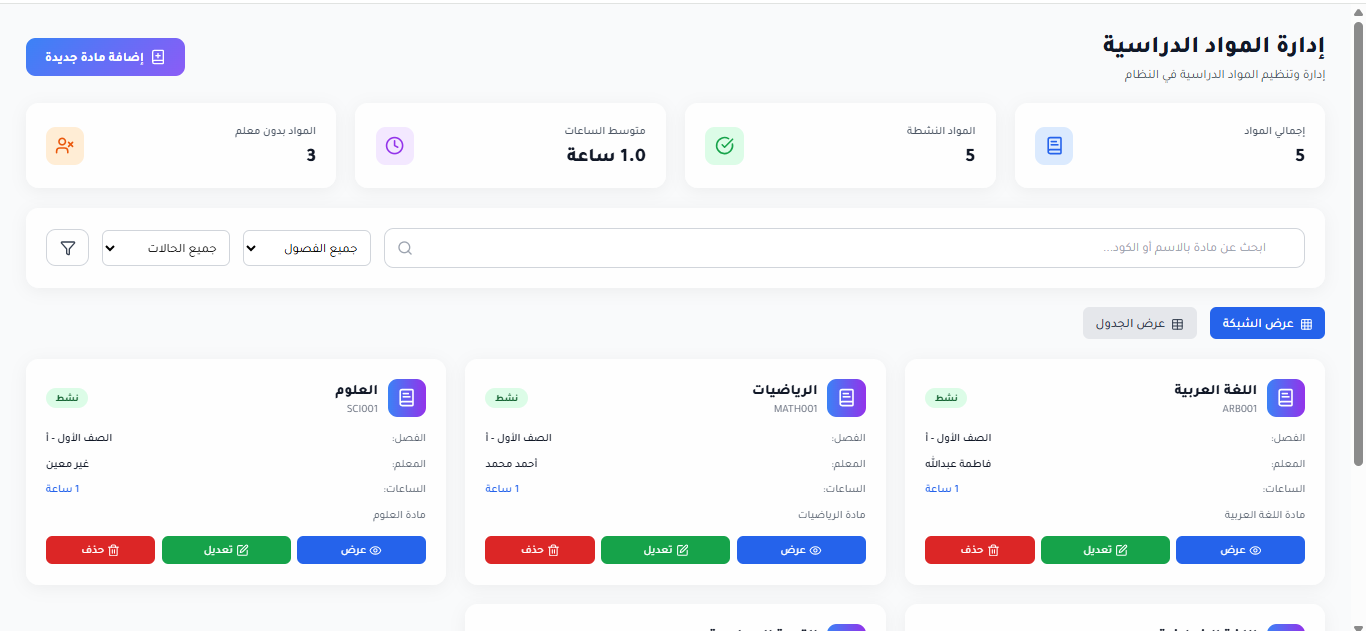 إدارة المواد الدراسية
إضافة مادة جديدة
إدارة وتنظيم المواد الدراسية في النظام
إجمالي المواد
5
المواد النشطة
5
متوسط الساعات
1.0 ساعة
المواد بدون معلم
3
ابحث عن مادة بالاسم أو الكود...
جميع الفصول
جميع الحالات
عرض الشبكة
عرض الجدول
اللغة العربية
نشط
ARB001
الفصل: الصف الأول - أ
المعلم: فاطمة عبدالله
الساعات: 1 ساعة
مادة اللغة العربية
عرض
تعديل
حذف
الرياضيات
نشط
MATH001
الفصل: الصف الأول - أ
المعلم: أحمد محمد
الساعات: 1 ساعة
مادة الرياضيات
عرض
تعديل
حذف
العلوم
نشط
SCI001
الفصل: الصف الأول - أ
المعلم: غير معين
الساعات: 1 ساعة
مادة العلوم
عرض
تعديل
حذف